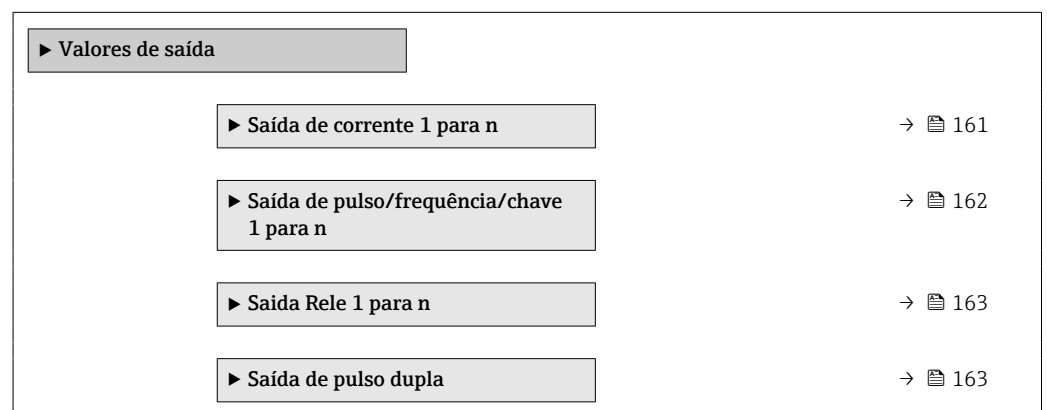 ▶ Valores de saída
▶ Saída de corrente 1 para n → 161
▶ Saída de pulso/frequência/chave → 162
1 para n
▶ Saida Rele 1 para n → 163
▶ Saída de pulso dupla → 163